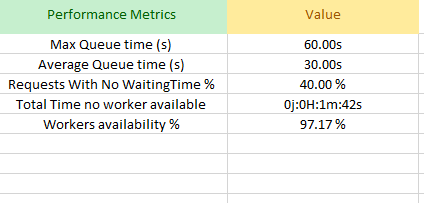 Performance Metrics Value
Max Queue time (s) 60.00s
Average Queue time (s) 30.00s
Requests With No WaitingTime % 40.00 %
Total Time no worker available 0j:0H:1m:42s
Workers availability % 97.17 %